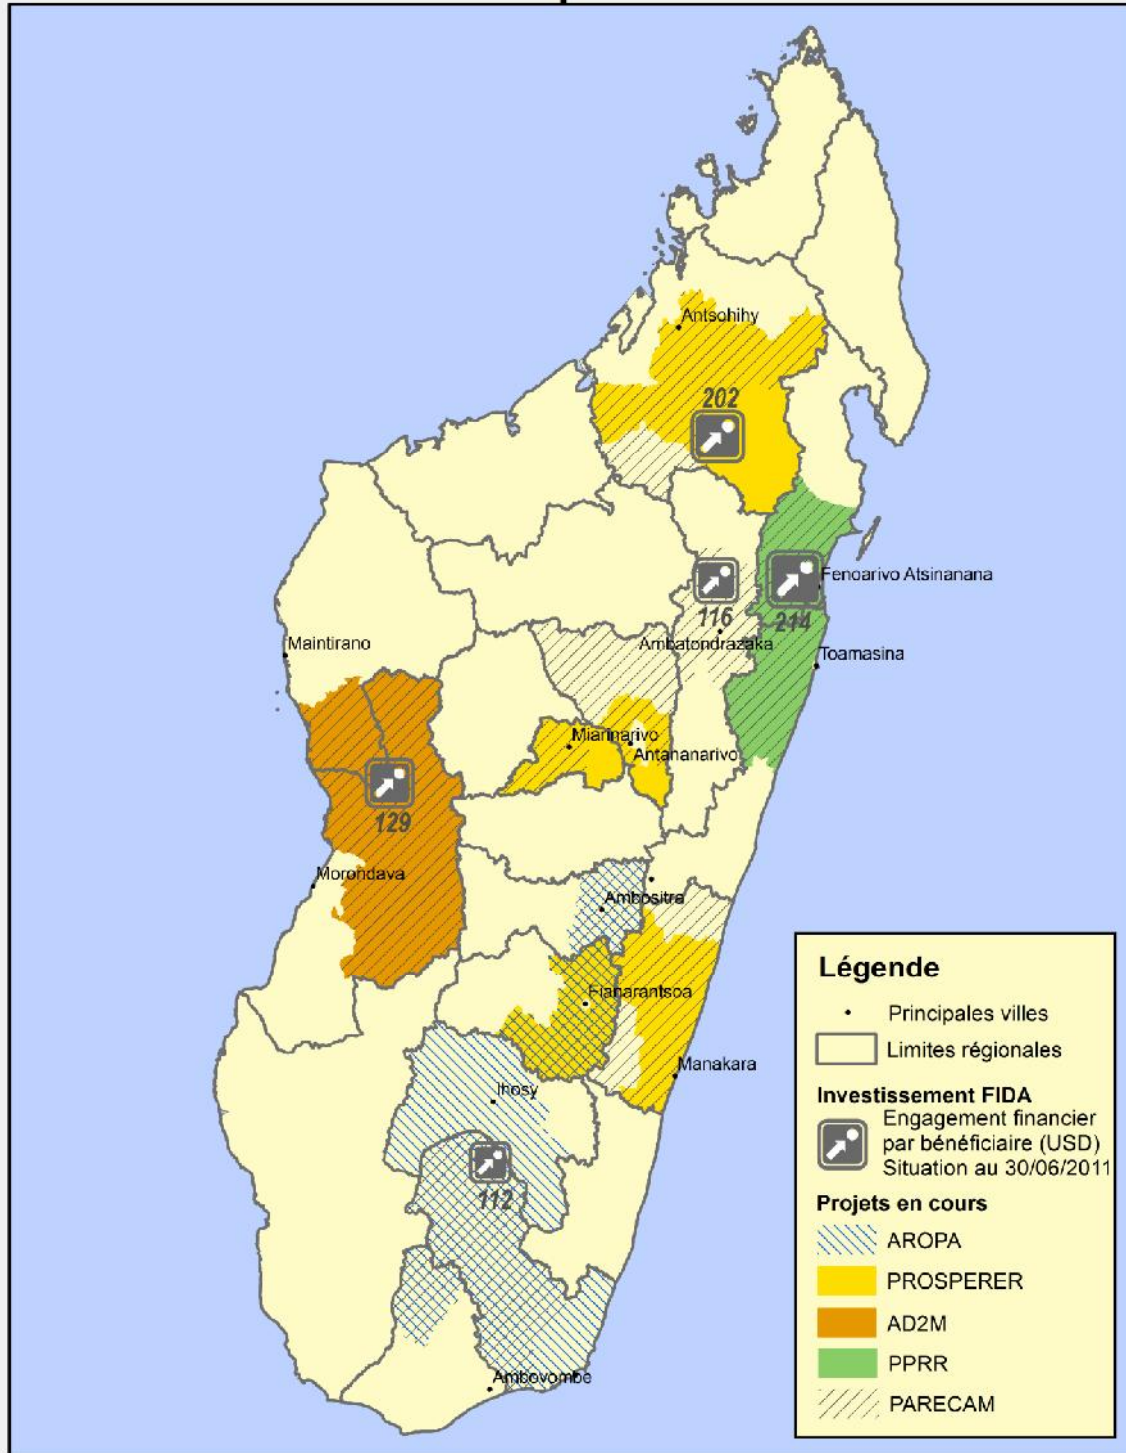 Antsohihy
202
Fenoarivo Atsinanana
116
214
Ambatondrazaka
Maintirano
Toamasina
Miarinarivo
Antananarivo
129
Morondava
Ambositra
Fianarantsoa
Manakara
Ihosy
112
Ambovombe
Légende
Principales villes
Limites régionales
Investissement FIDA
Engagement financier
par bénéficiaire (USD)
Situation au 30/06/2011
Projets en cours
AROPA
PROSPERER
AD2M
PPRR
PARECAM